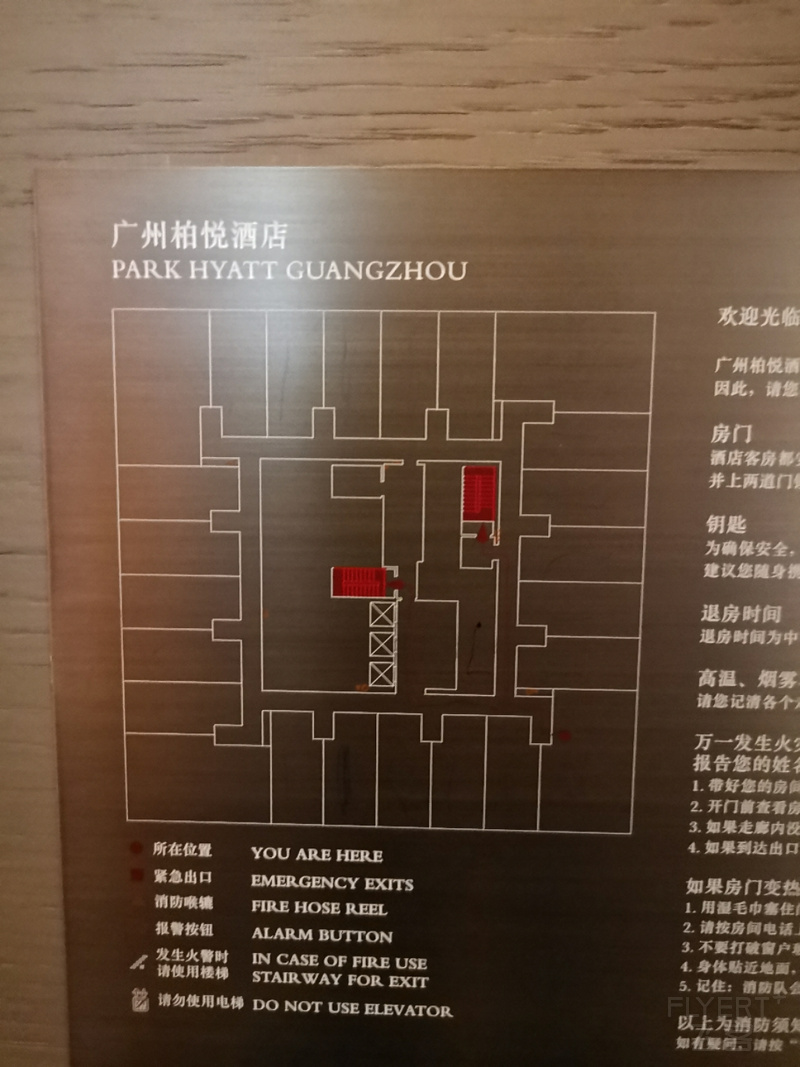 广州柏悦酒店
PARK HYATT GUANGZHOU
所在位置 YOU ARE HERE
紧急出口 EMERGENCY EXITS
消防喉辘 FIRE HOSE REEL
报警按钮 ALARM BUTTON
发生火警时 IN CASE OF FIRE USE
请使用楼梯 STAIRWAY FOR EXIT
请勿使用电梯 DO NOT USE ELEVATOR
欢迎光临
广州柏悦酒
因此，请您
房门
酒店客房都
并上两道门
钥匙
为确保安全，
建议您随身携
退房时间
退房时间为中
高温、烟雾
请您记清各个
万一发生火灾
报告您的姓名
1. 带好您的房间
2. 开门前查看房
3. 如果走廊内没
4. 如果到达出口
如果房门变热
1. 用湿毛巾塞住
2. 请按房间电话上
3. 不要打破窗户
4. 身体贴近地面，
5. 记住：消防队会
以上为消防须知
如有疑问，请按“
FLYERT